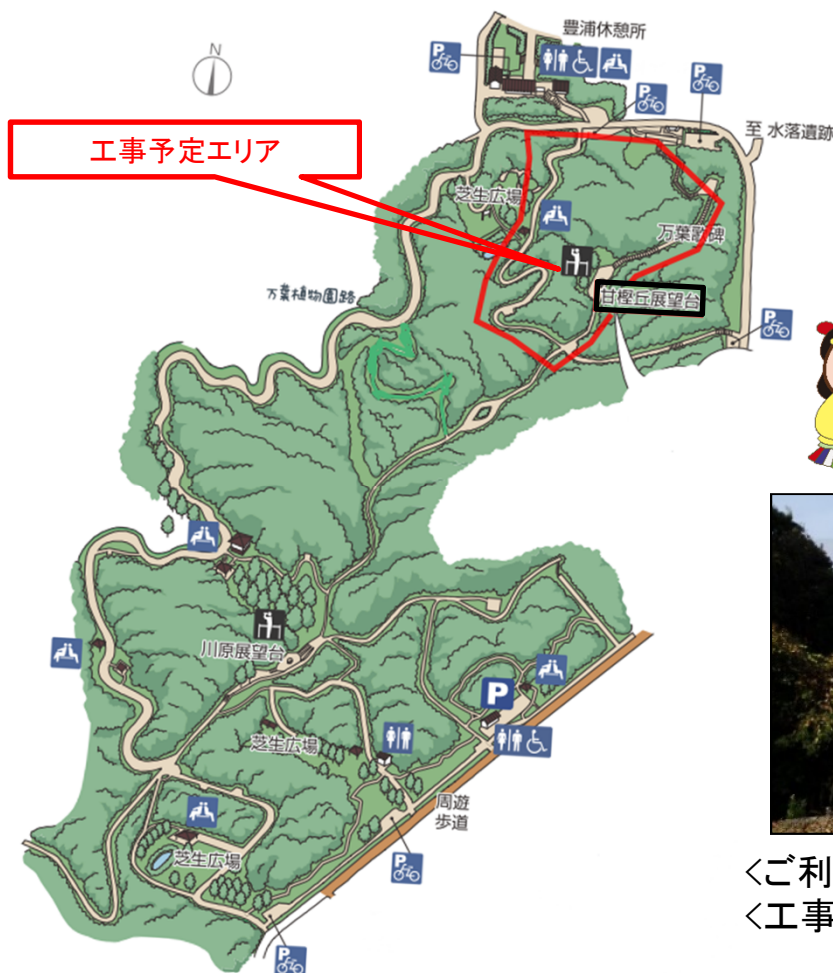 N
豊浦休憩所
至 水落遺跡
工事予定エリア
芝生広場
万葉歌碑
甘樫丘展望台
万葉植物園路
川原展望台
P
芝生広場
周遊
歩道
芝生広場
P
P
P
P
P
P
<ご利
<工事